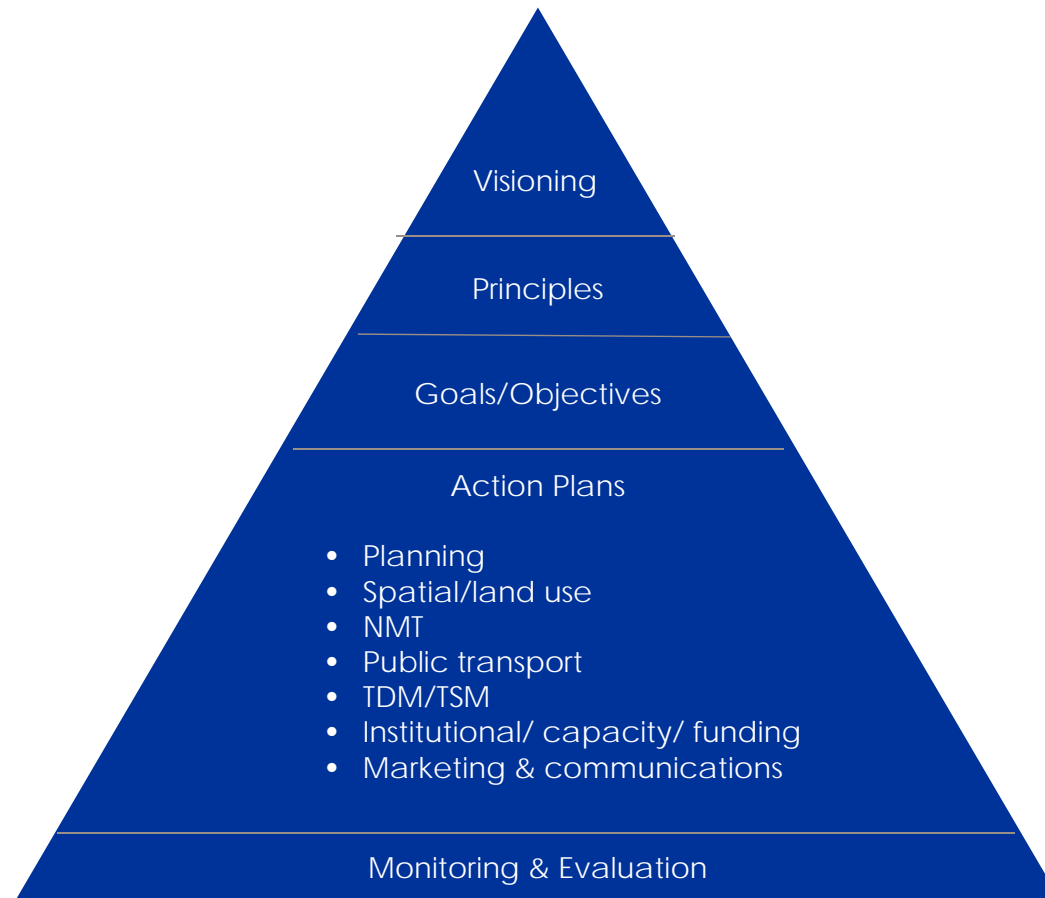 Visioning
Principles
Goals/Objectives
Action Plans
• Planning
• Spatial/land use
• NMT
• Public transport
• TDM/TSM
• Institutional/ capacity/ funding
• Marketing & communications
Monitoring & Evaluation